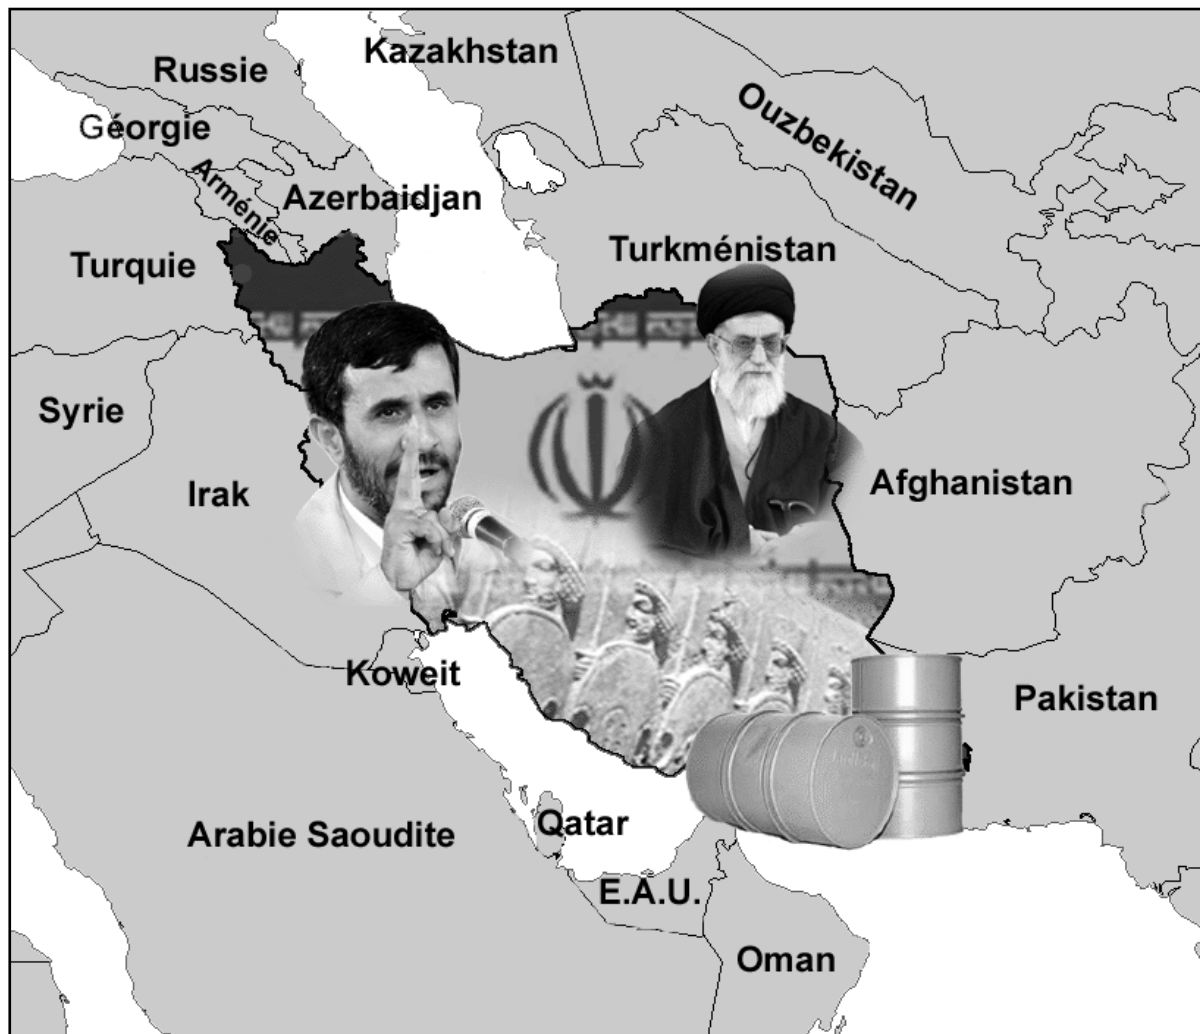 Kazakhstan
Russie
Ouzbekistan
Géorgie
Arménie
Azerbaidjan
Turkménistan
Turquie
Syrie
Afghanistan
Irak
Koweit
Pakistan
Qatar
Arabie Saoudite
E.A.U.
Oman